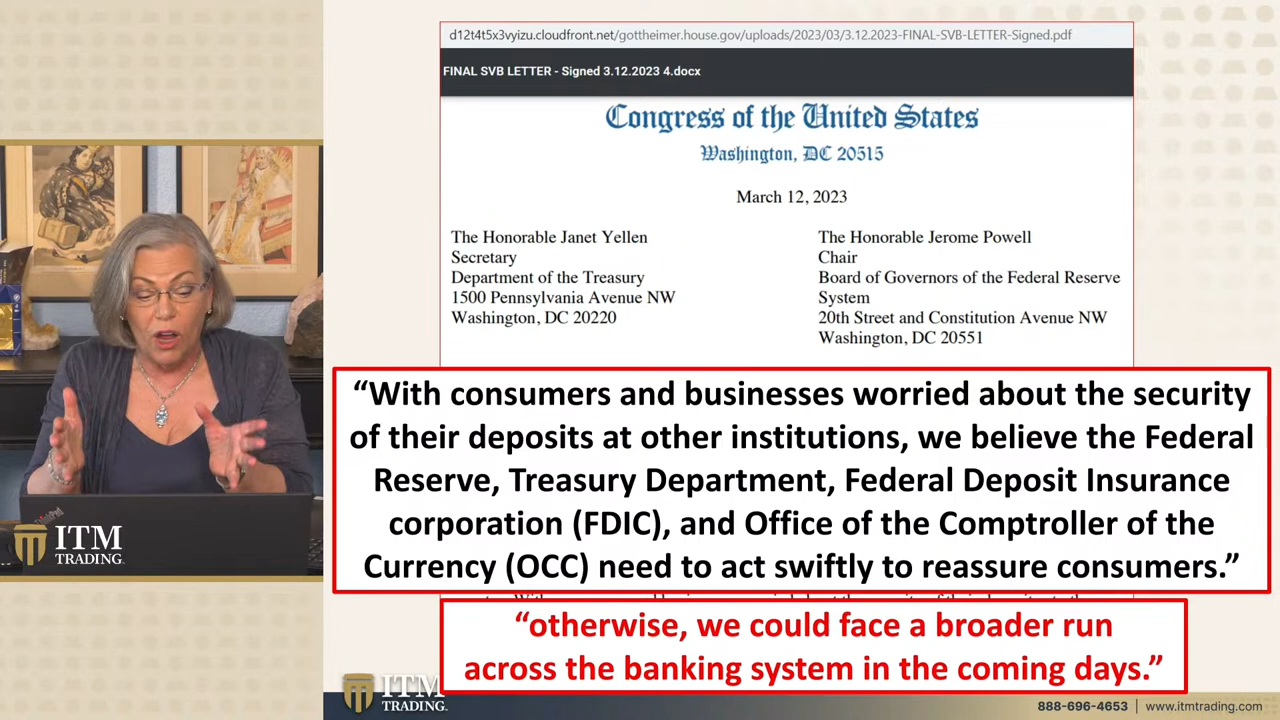 d12t4t5x3vyizu.cloudfront.net/gottheimer.house.gov/uploads/2023/03/3.12.2023-FINAL-SVB-LETTER-Signed.pdf
FINAL SVB LETTER - Signed 3.12.2023 4.docx
Congress of the United States
Washington, DC 20515
March 12, 2023
The Honorable Janet Yellen
Secretary
Department of the Treasury
1500 Pennsylvania Avenue NW
Washington, DC 20220
The Honorable Jerome Powell
Chair
Board of Governors of the Federal Reserve
System
20th Street and Constitution Avenue NW
Washington, DC 20551
“With consumers and businesses worried about the security
of their deposits at other institutions, we believe the Federal
Reserve, Treasury Department, Federal Deposit Insurance
corporation (FDIC), and Office of the Comptroller of the
Currency (OCC) need to act swiftly to reassure consumers.”
“otherwise, we could face a broader run
across the banking system in the coming days.”
ITM
TRADING.
ITM
TRADING.
888-696-4653 | www.itmtrading.com